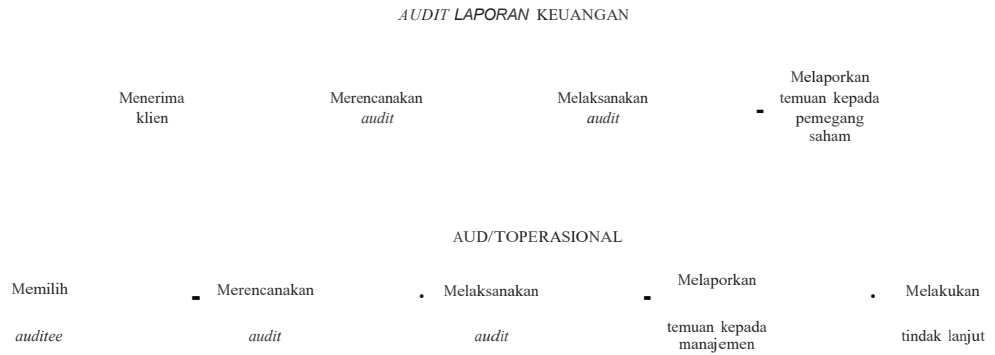 AUDIT LAPORAN KEUANGAN
Melaporkan
Menerima Merencanakan Melaksanakan temuan kepada
klien audit audit - pemegang
saham
AUD/TOPERASIONAL
Memilih - Merencanakan · Melaksanakan - Melaporkan · Melakukan
auditee audit audit temuan kepada tindak lanjut
manajemen